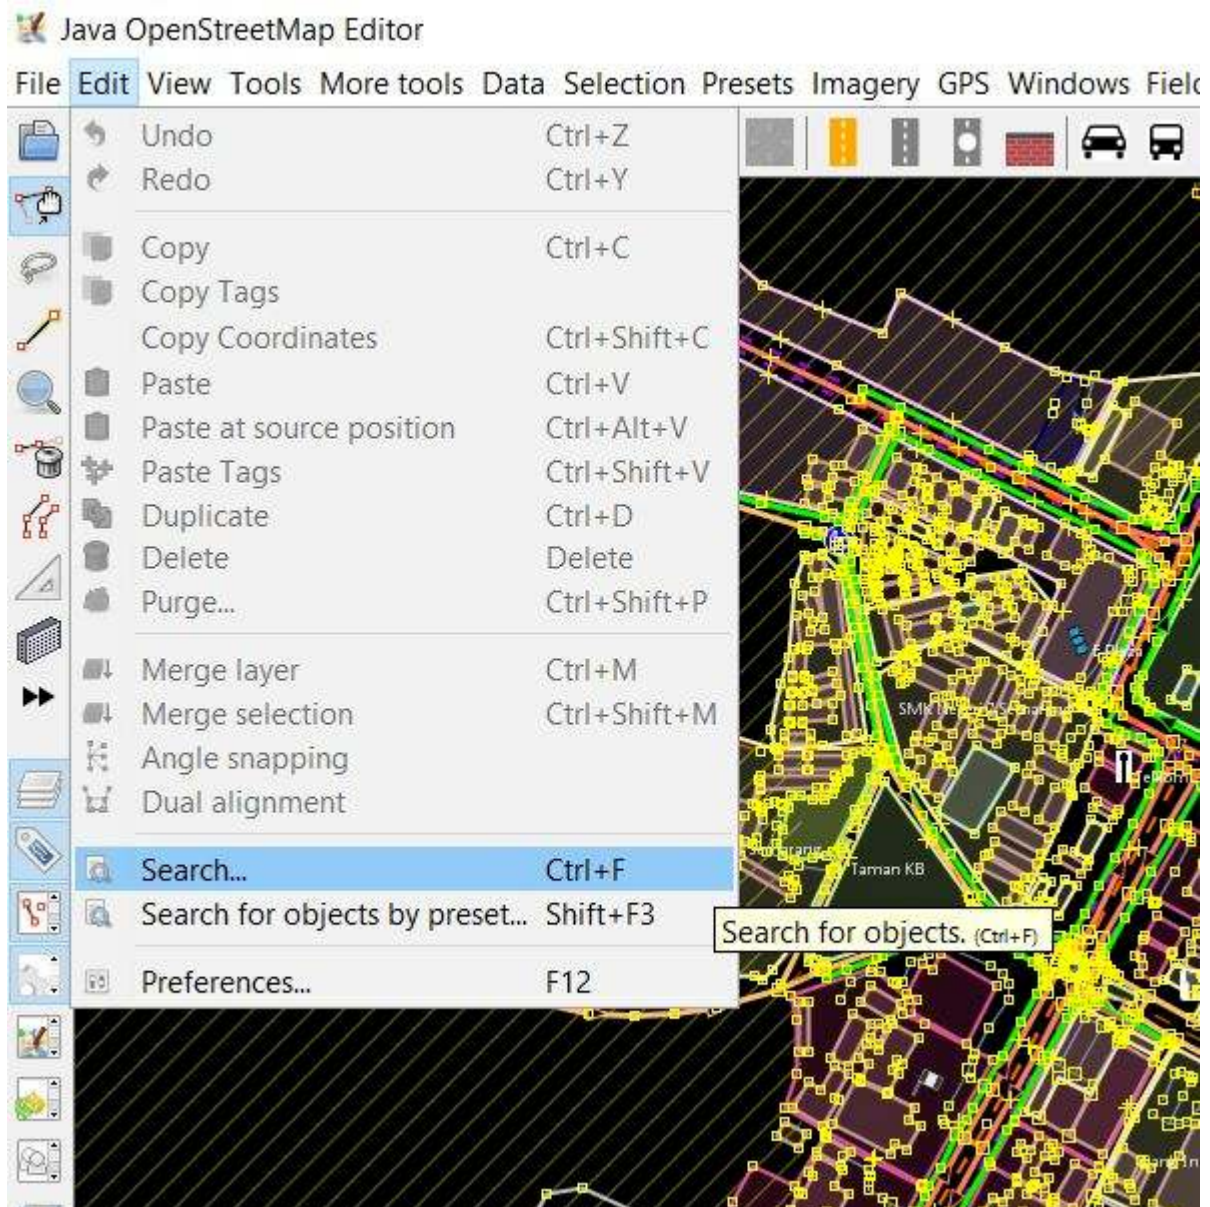 Java OpenStreetMap Editor
File Edit View Tools More tools Data Selection Presets Imagery GPS Windows
Undo Ctrl+Z
Redo Ctrl+Y
Copy Ctrl+C
Copy Tags
Copy Coordinates Ctrl+Shift+C
Paste Ctrl+V
Paste at source position Ctrl+Alt+V
Paste Tags Ctrl+Shift+V
Duplicate Ctrl+D
Delete Delete
Purge... Ctrl+Shift+P
Merge layer Ctrl+M
Merge selection Ctrl+Shift+M
Angle snapping
Dual alignment
Search... Ctrl+F
Search for objects by preset... Shift+F3
Preferences... F12
Search for objects. (Ctrl+F)
SMK
Taman KB